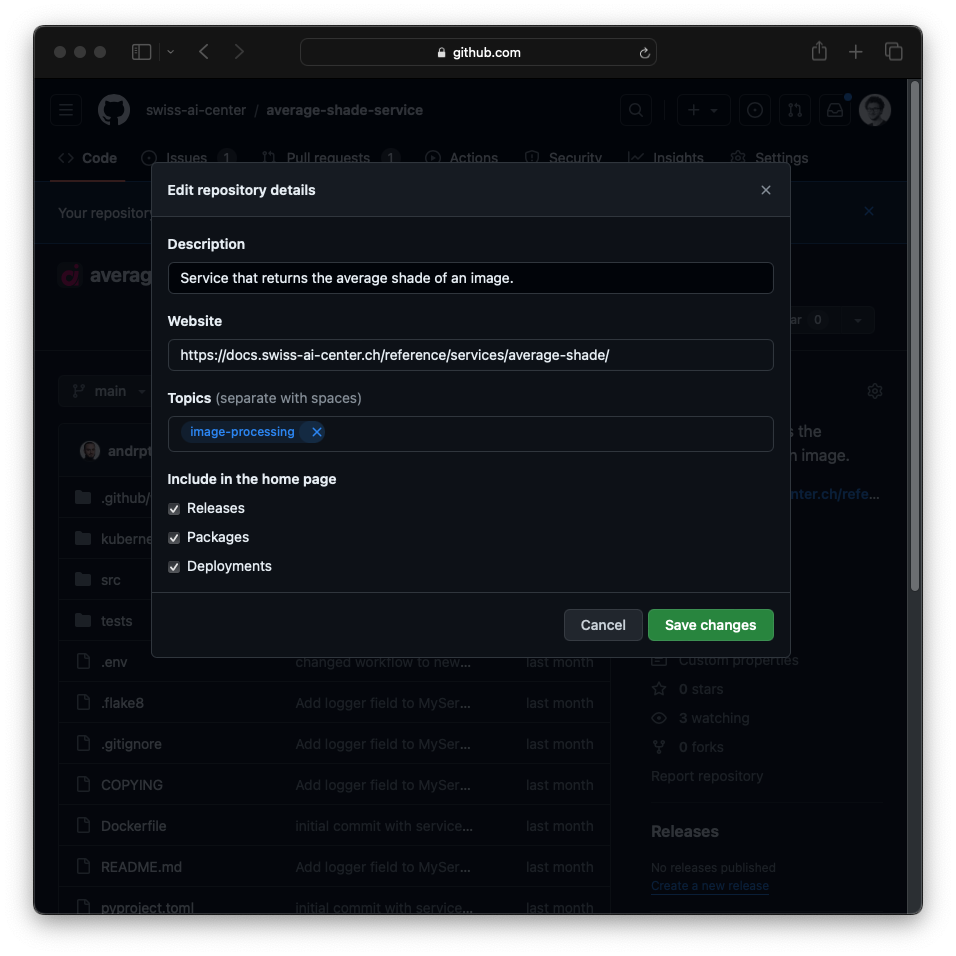 github.com
swiss-ai-center / average-shade-service
Code Issues 1 Pull requests 1 Actions Security Insights Settings
Edit repository details
Your repository
Description
averag
Service that returns the average shade of an image.
Website
ar 0
https://docs.swiss-ai-center.ch/reference/services/average-shade/
main
Topics (separate with spaces)
image-processing
s the
andrpt
n image.
Include in the home page
.github/
nter.ch/refe...
Releases
kuberne
Packages
src
Deployments
tests
Cancel Save changes
.env changed workflow to new... last month
Custom properties
.flake8 Add logger field to MySer... last month
0 stars
3 watching
.gitignore Add logger field to MySer... last month
0 forks
Report repository
COPYING Add logger field to MySer... last month
Dockerfile initial commit with service... last month
Releases
README.md Add logger field to MySer... last month
No releases published
Create a new release
pyproject.toml initial commit with service... last month